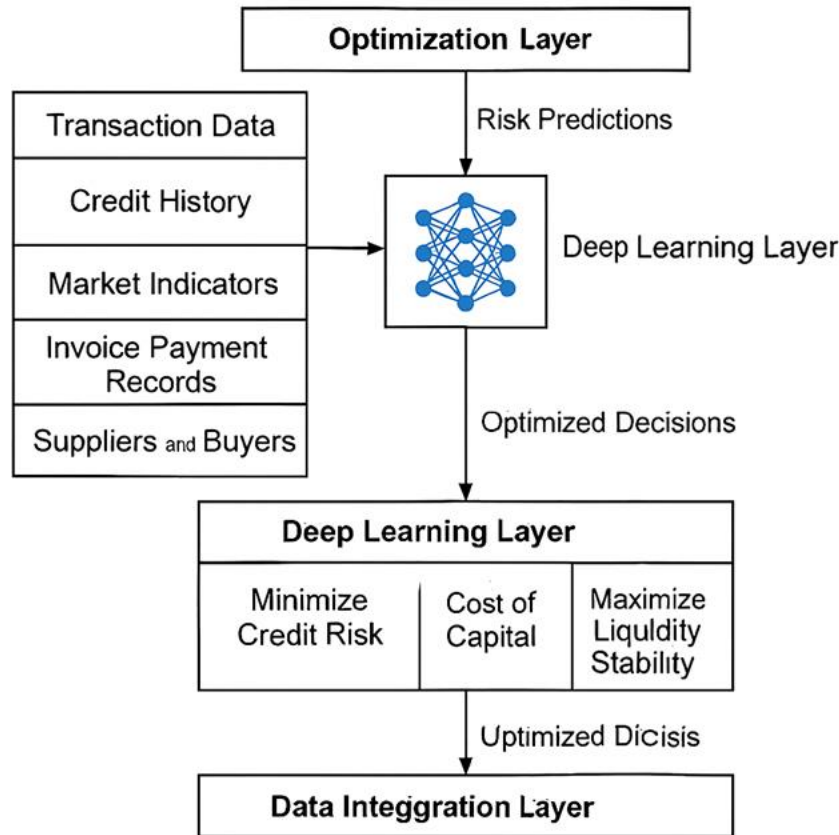 Optimization Layer
Risk Predictions
Transaction Data
Credit History
Market Indicators
Invoice Payment
Records
Suppliers and Buyers
Deep Learning Layer
Optimized Decisions
Deep Learning Layer
Minimize
Credit Risk
Cost of
Capital
Maximize
Liquldity
Stability
Uptimized Dicisis
Data Integgration Layer